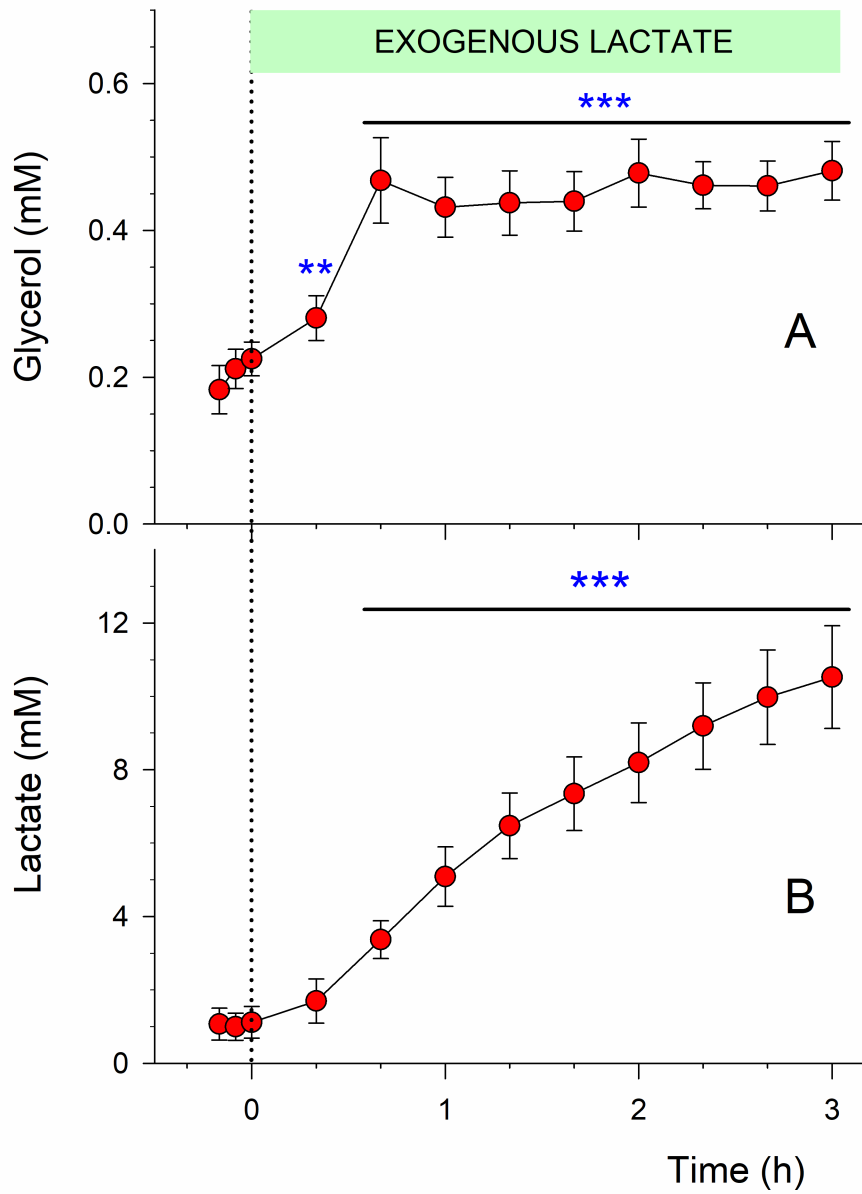 EXOGENOUS LACTATE
***
**
Glycerol (mM)
0.6
0.4
0.2
0.0
A
***
Lactate (mM)
12
8
4
0
B
0 1 2 3
Time (h)